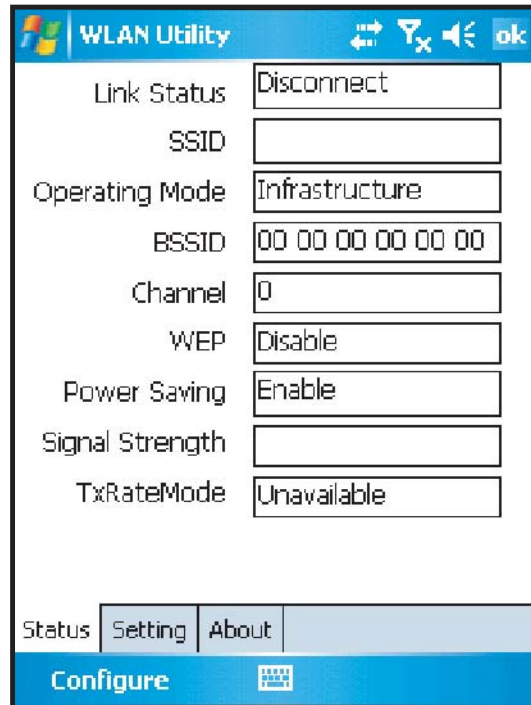 WLAN Utility ok
Link Status Disconnect
SSID
Operating Mode Infrastructure
BSSID 00 00 00 00 00 00
Channel 0
WEP Disable
Power Saving Enable
Signal Strength
TxRateMode Unavailable
Status Setting About
Configure